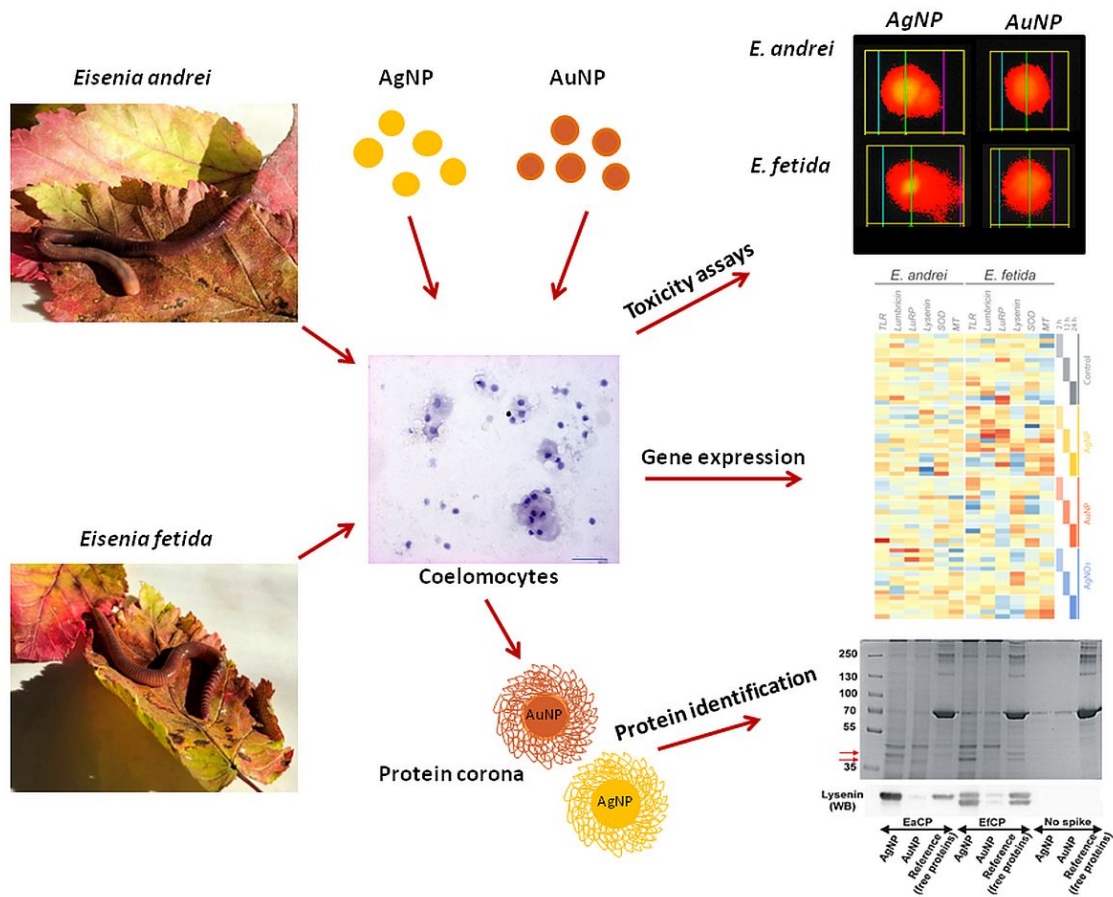 Eisenia andrei
AgNP
AuNP
AgNP
AuNP
E. andrei
E. fetida
Toxicity assays
E. andrei
E. fetida
TLR
Lumbricin
LuRP
Lysenin
SOD
MT
TLR
Lumbricin
LuRP
Lysenin
SOD
MT
2 h
12 h
24 h
Control
AgNP
AuNP
AgNO₃
Gene expression
Eisenia fetida
Coelomocytes
AuNP
Protein corona
AgNP
Protein identification
250
130
100
70
55
35
Lysenin
(WB)
EaCP
EfCP
No spike
AgNP
AuNP
Reference
(free proteins)
AgNP
AuNP
Reference
(free proteins)
AgNP
AuNP
Reference
(free proteins)